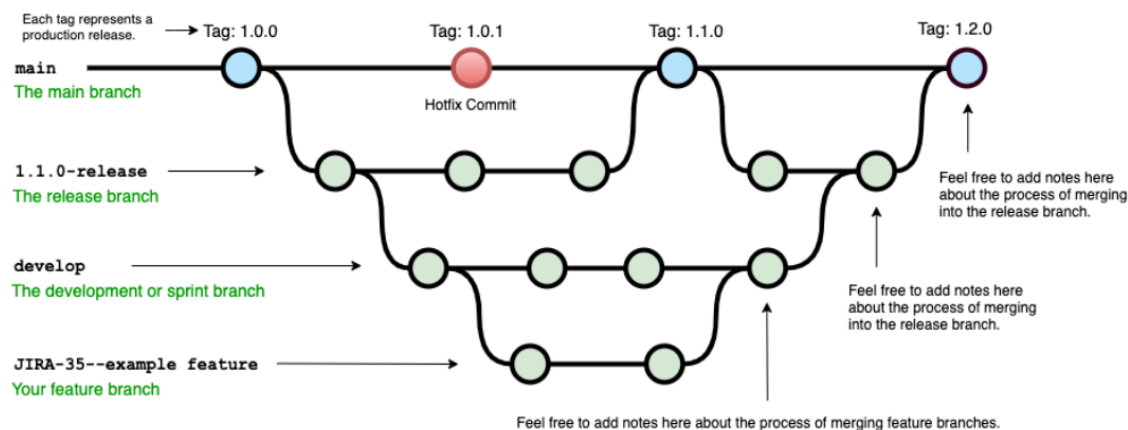 Each tag represents a
production release.
Tag: 1.0.0
Tag: 1.0.1
Tag: 1.1.0
Tag: 1.2.0
main
The main branch
Hotfix Commit
1.1.0-release
The release branch
Feel free to add notes here
about the process of merging
into the release branch.
develop
The development or sprint branch
Feel free to add notes here
about the process of merging
into the release branch.
JIRA-35--example feature
Your feature branch
Feel free to add notes here about the process of merging feature branches.